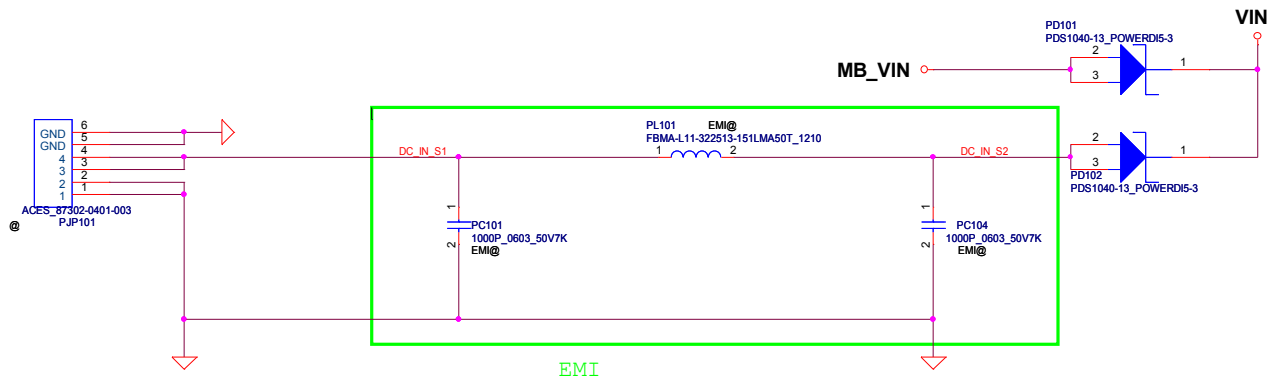 VIN
PD101
PDS1040-13_POWERDI5-3
2
3
1
MB_VIN
PL101 EMI@
FBMA-L11-322513-151LMA50T_1210
1 2
GND 6
GND 5
4 4
3 3
2 2
1 1
ACES_87302-0401-003
PJP101
@
DC_IN_S1
DC_IN_S2
2
3
1
PD102
PDS1040-13_POWERDI5-3
1
2
PC101
1000P_0603_50V7K
EMI@
1
2
PC104
1000P_0603_50V7K
EMI@
EMI